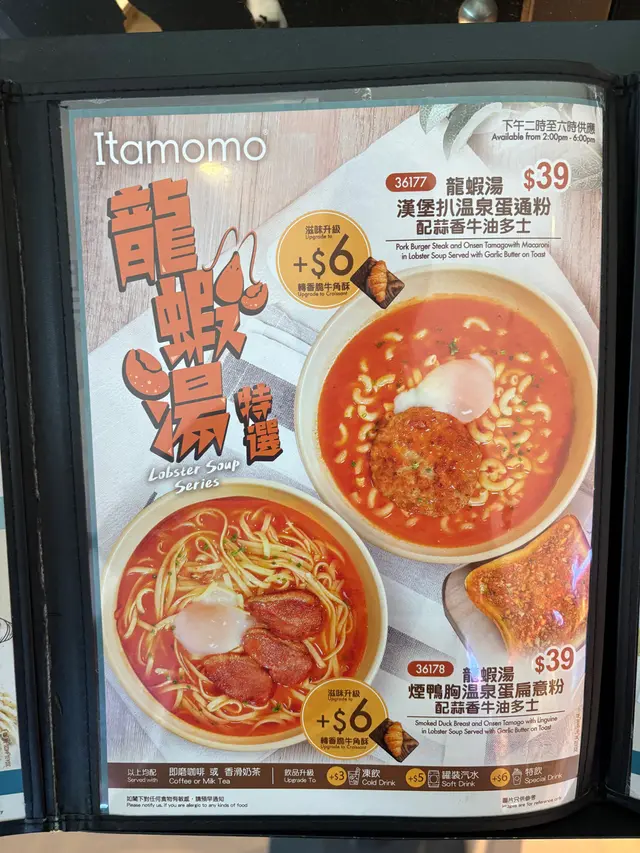 Itamomo
下午二時至六時供應
Available from 2:00pm - 6:00pm
龍蝦湯
特選
Lobster Soup
Series
滋味升級
Upgrade to
+$6
轉香脆牛角酥
Upgrade to Croissant
36177
龍蝦湯
$39
漢堡扒溫泉蛋通粉
配蒜香牛油多士
Pork Burger Steak and Onsen Tamagowith Macaroni
in Lobster Soup Served with Garlic Butter on Toast
36178
龍蝦湯
$39
煙鴨胸溫泉蛋扁意粉
配蒜香牛油多士
Smoked Duck Breast and Onsen Tamago with Linguine
in Lobster Soup Served with Garlic Butter on Toast
滋味升級
Upgrade to
+$6
轉香脆牛角酥
Upgrade to Croissant
以上均配
Served with
即磨咖啡 或 香滑奶茶
Coffee or Milk Tea
飲品升級
Upgrade To
+$3
凍飲
Cold Drink
+$5
罐裝汽水
Soft Drink
+$6
特飲
Special Drink
如閣下對任何食物有敏感，請預早通知
Please notify us, if you are alergic to any kinds of food
圖片只供參考